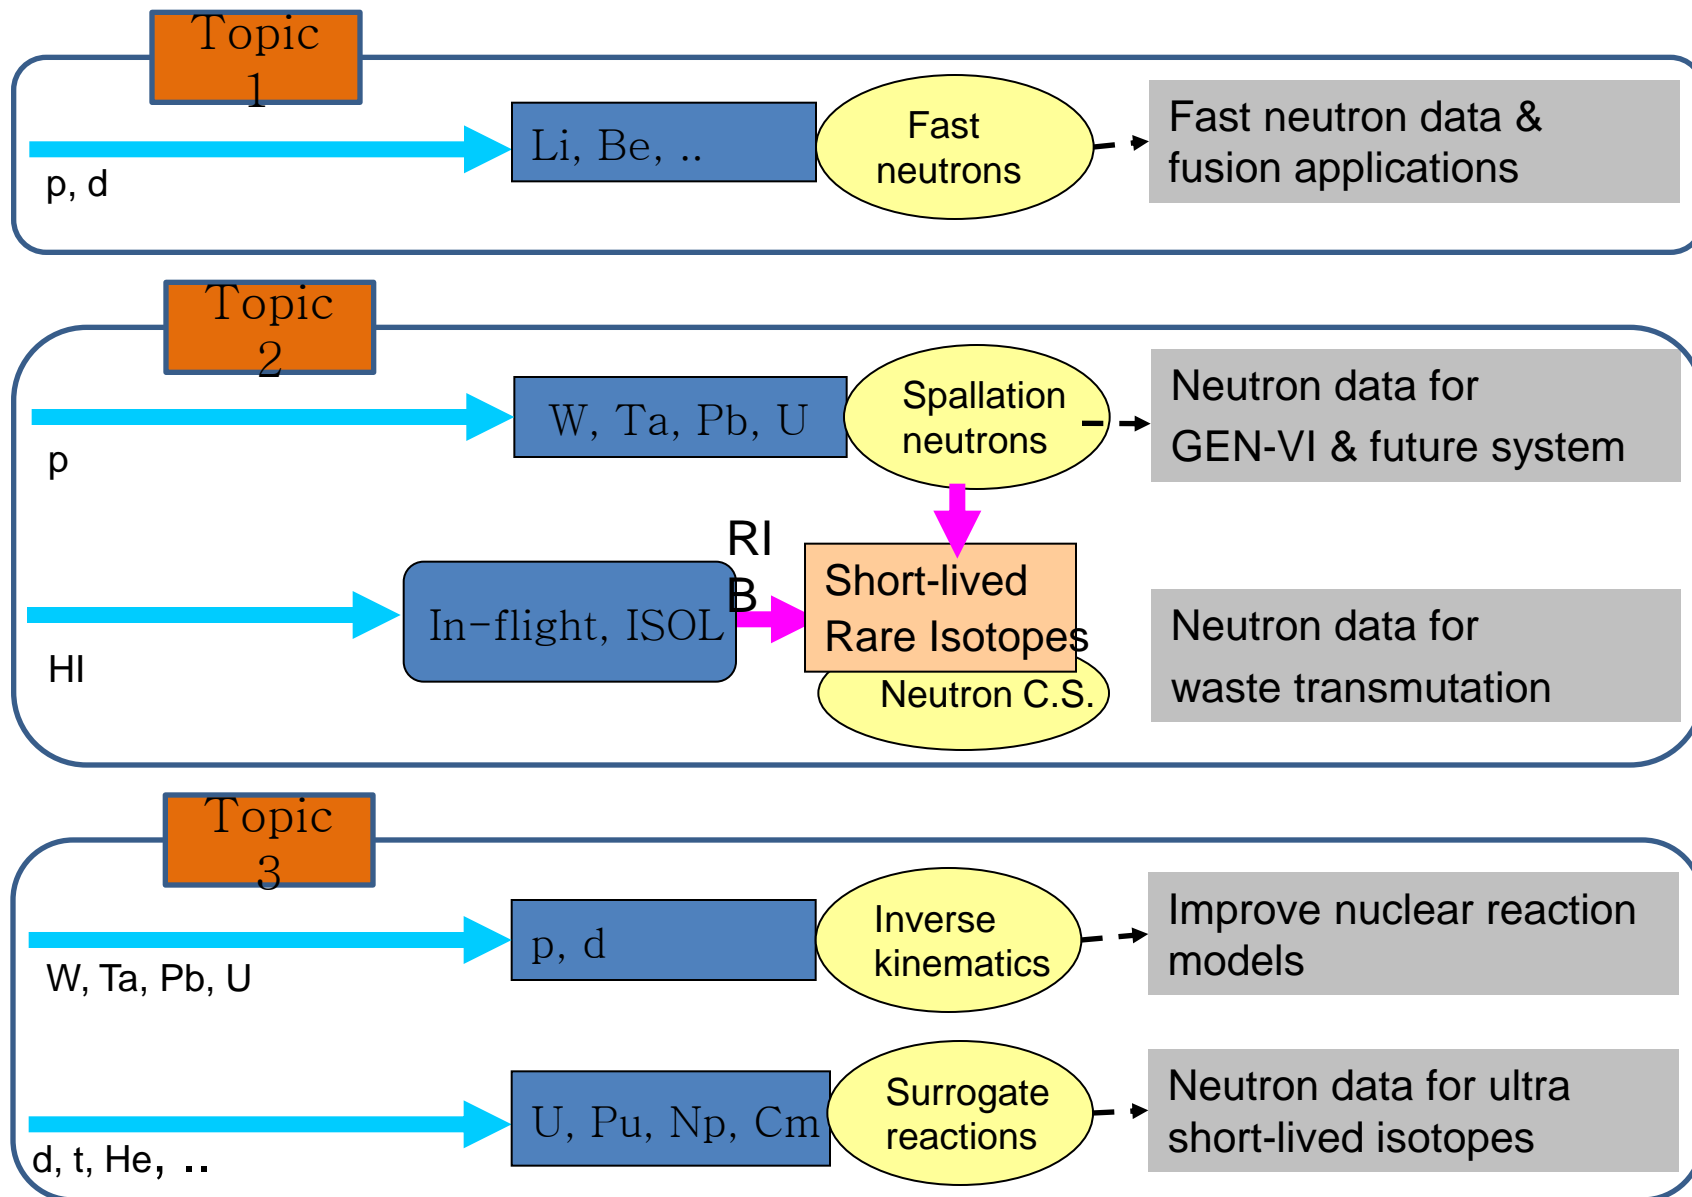 Topic
1
p, d
Li, Be, ..
Fast
neutrons
Fast neutron data &
fusion applications
Topic
2
p
W, Ta, Pb, U
Spallation
neutrons
Neutron data for
GEN-VI & future system
HI
In-flight, ISOL
RI
B
Short-lived
Rare Isotopes
Neutron C.S.
Neutron data for
waste transmutation
Topic
3
W, Ta, Pb, U
p, d
Inverse
kinematics
Improve nuclear reaction
models
d, t, He, ..
U, Pu, Np, Cm
Surrogate
reactions
Neutron data for ultra
short-lived isotopes